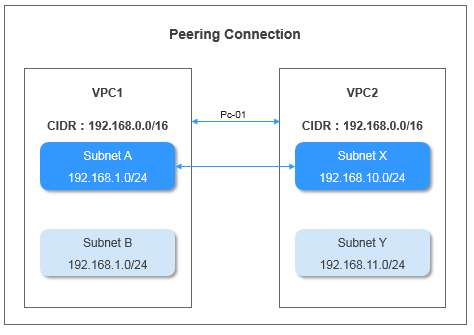 Peering Connection
VPC1
CIDR：192.168.0.0/16
Subnet A
192.168.1.0/24
Subnet B
192.168.1.0/24
Pc-01
VPC2
CIDR：192.168.0.0/16
Subnet X
192.168.10.0/24
Subnet Y
192.168.11.0/24